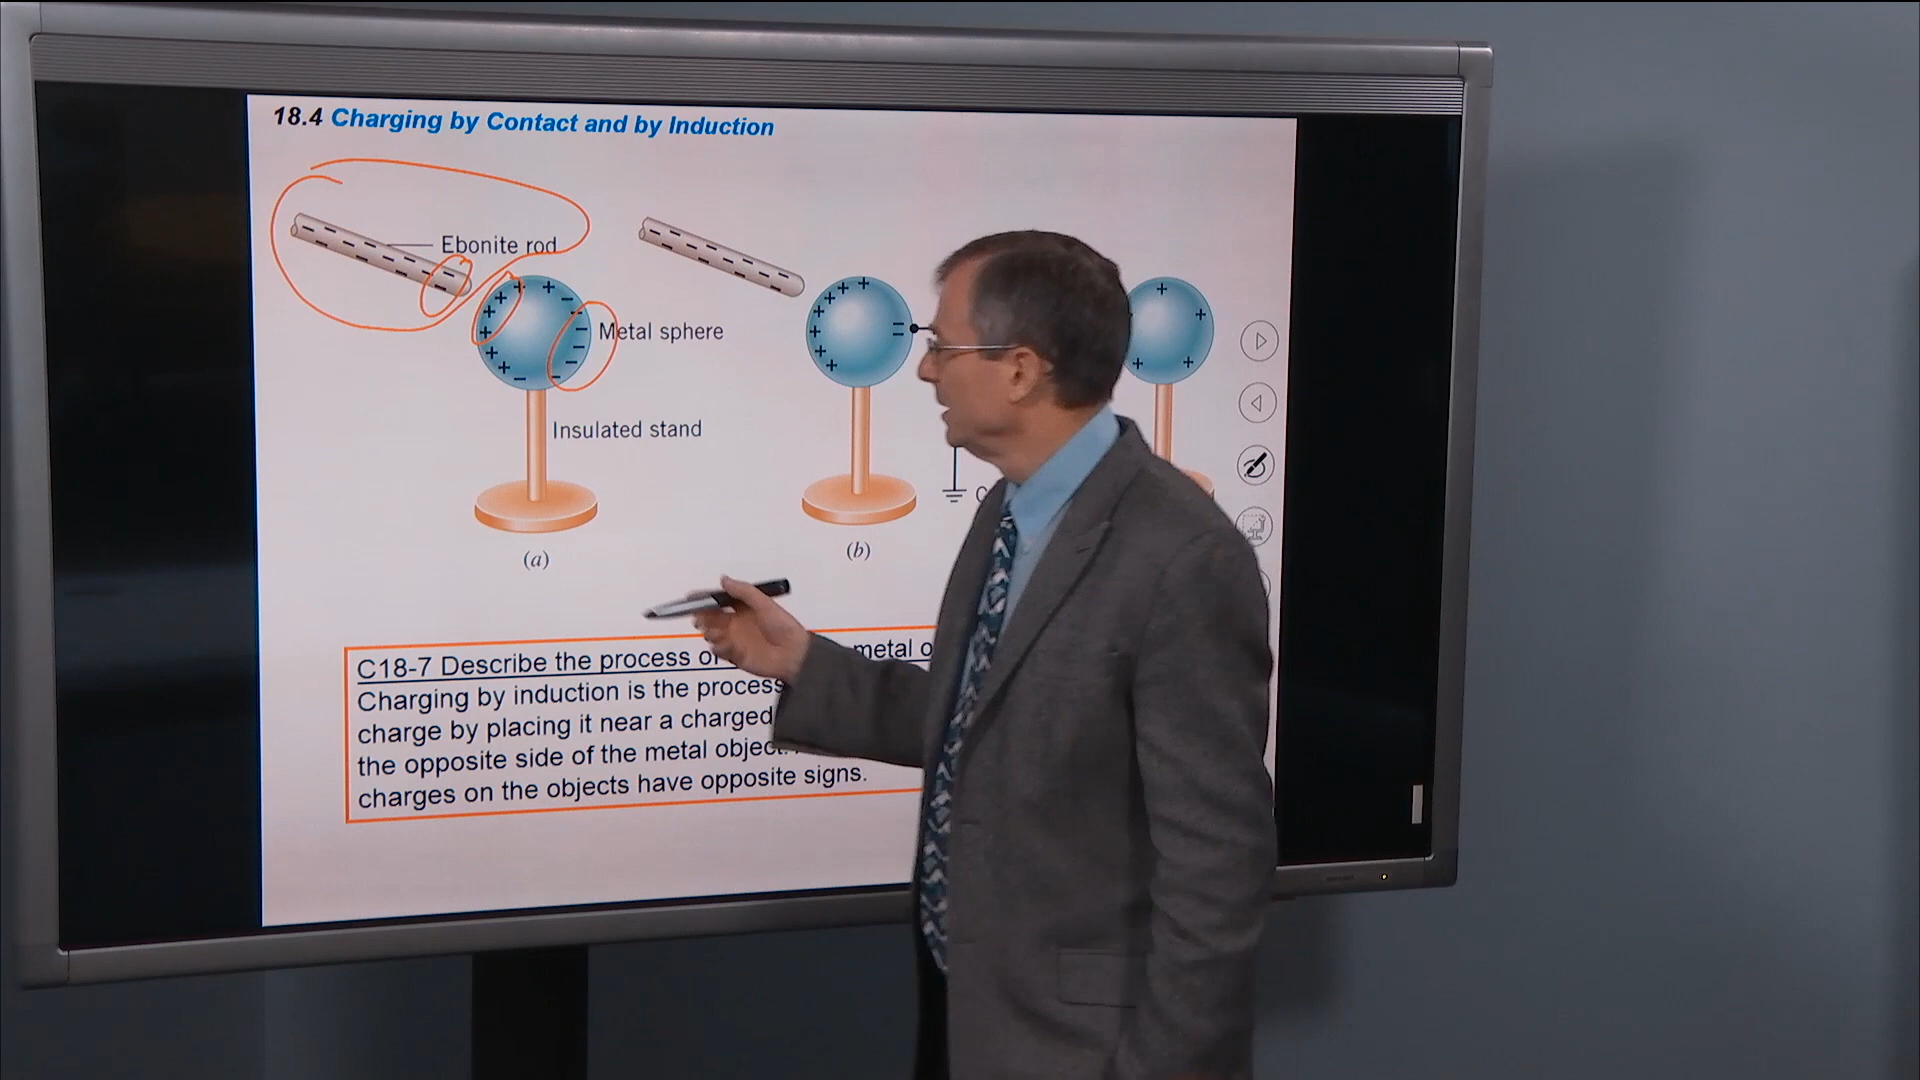 18.4 Charging by Contact and by Induction
Ebonite rod
Metal sphere
Insulated stand
(a)
(b)
C18-7 Describe the process of metal
Charging by induction is the process
charge by placing it near a charged
the opposite side of the metal object.
charges on the objects have opposite signs.